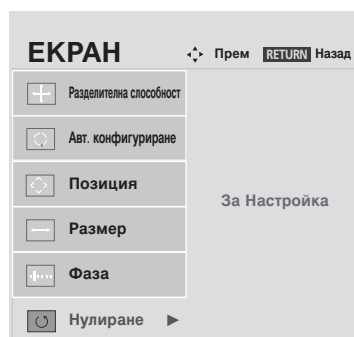 ЕКРАН
Прем RETURN Назад
Разделителна способност
Авт. конфигуриране
Позиция
За Настройка
Размер
Фаза
Нулиране